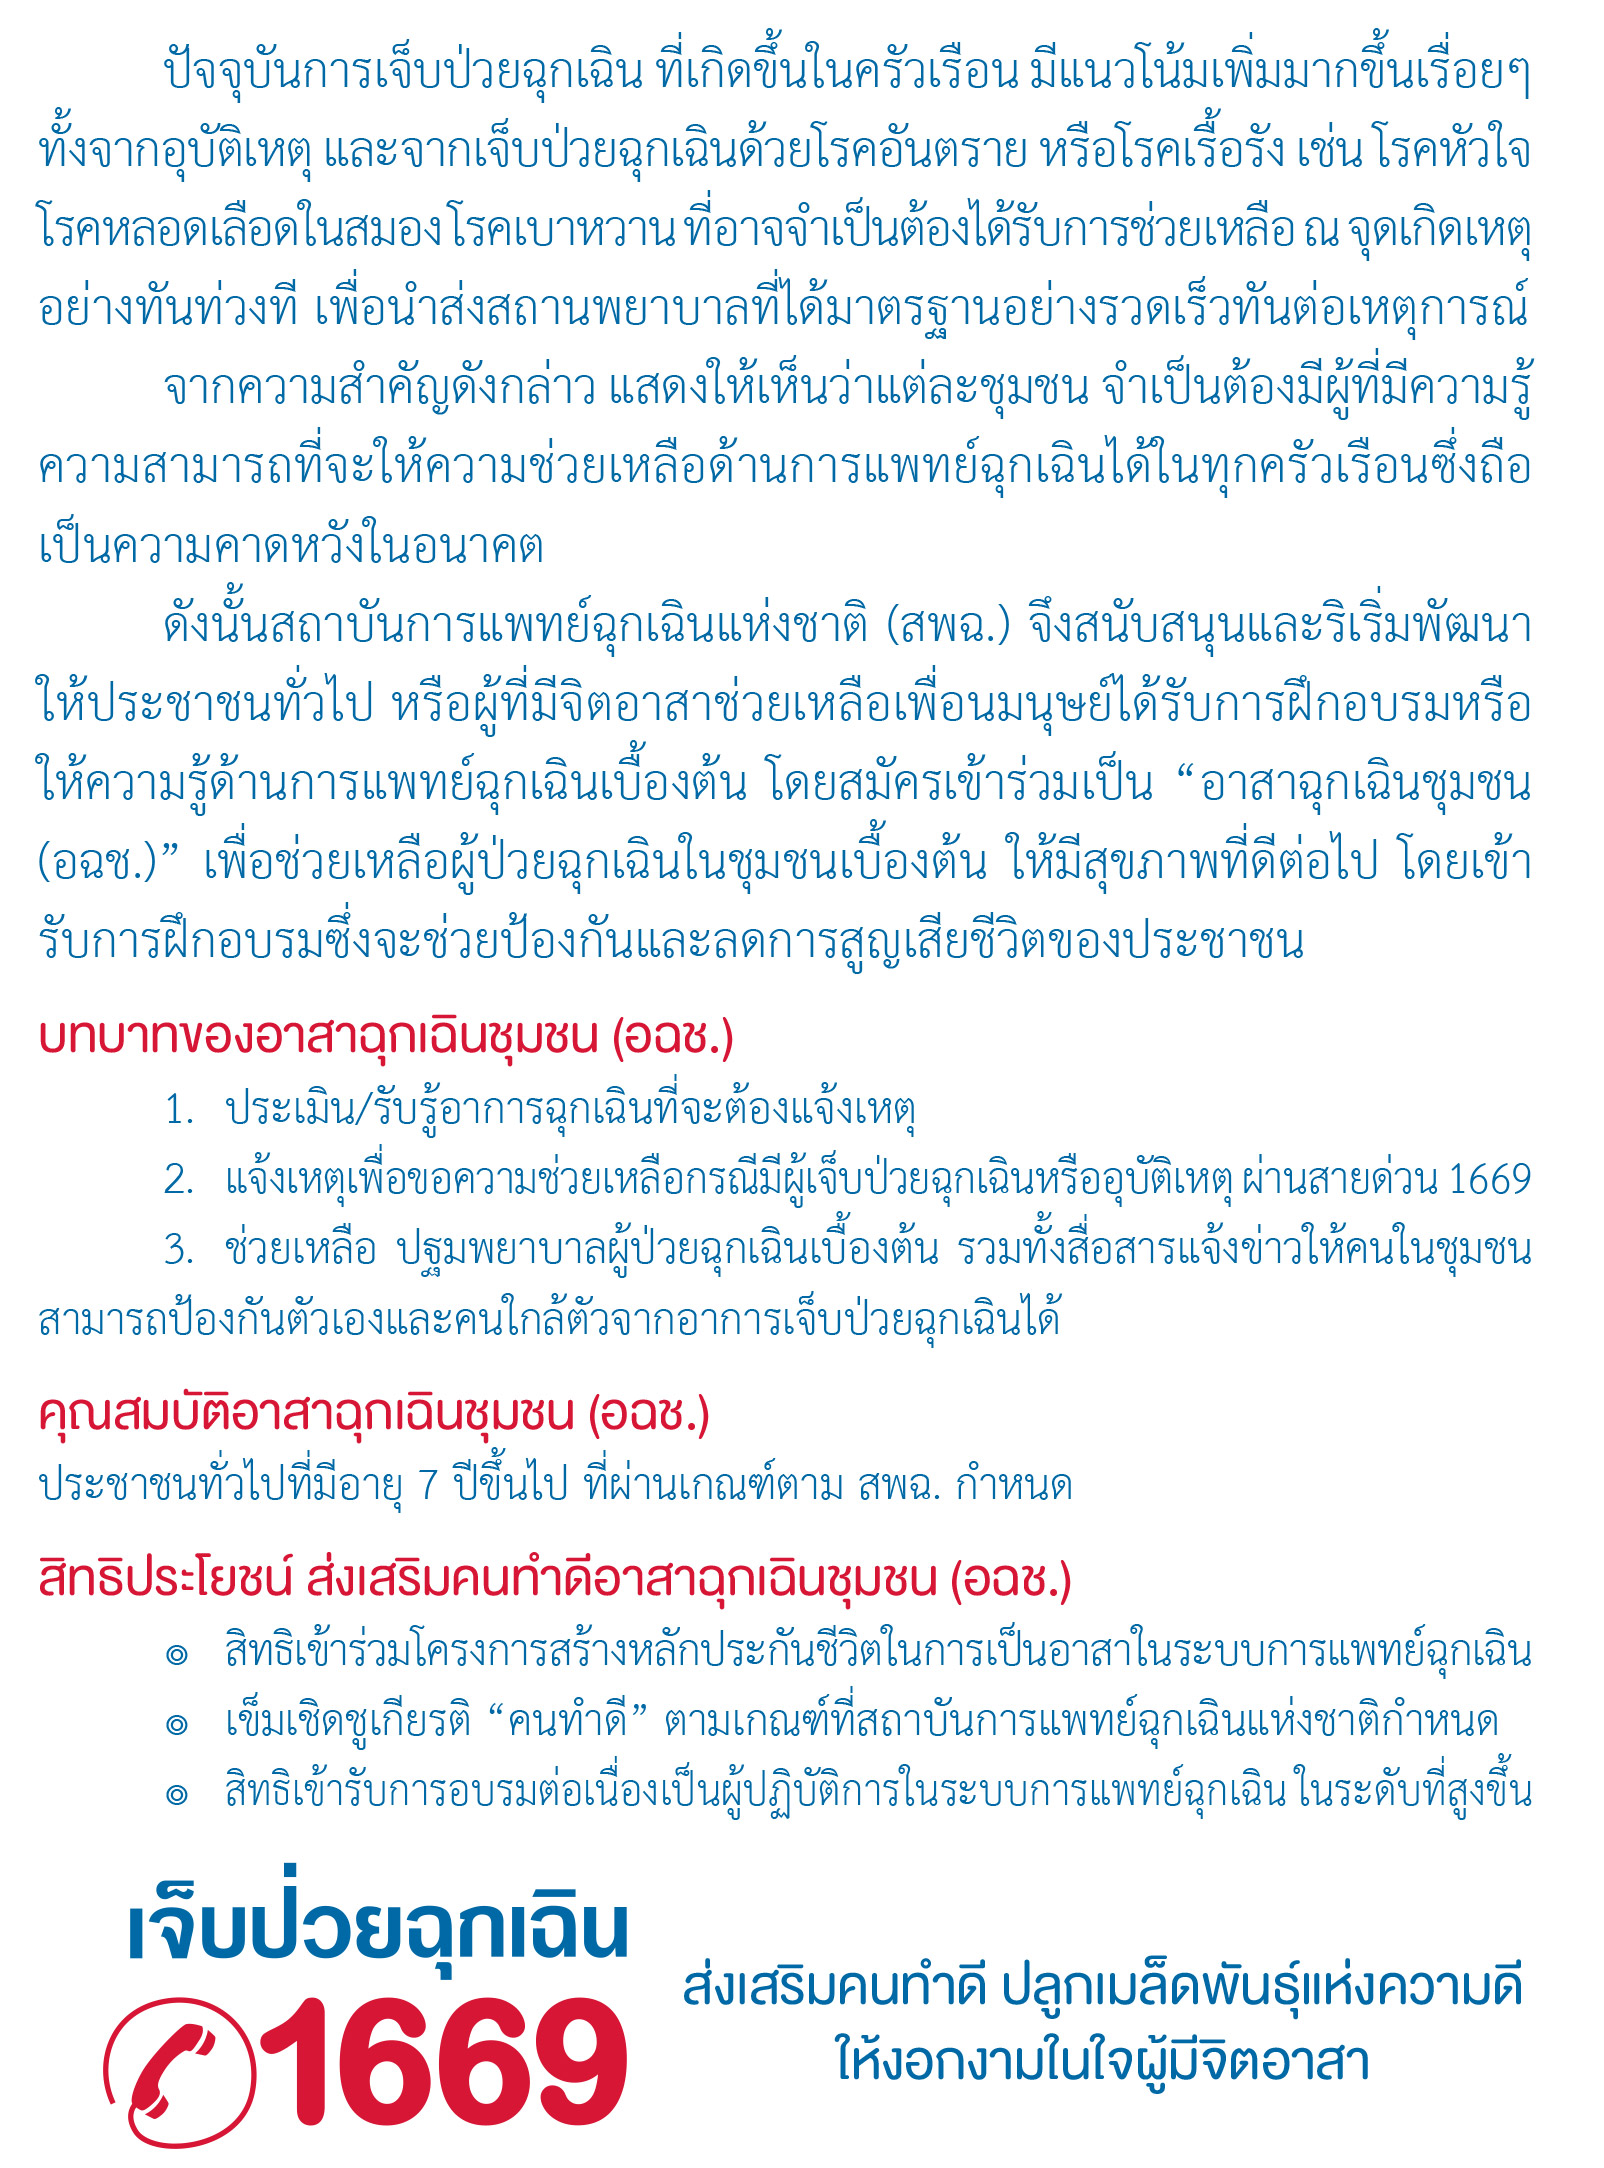 ปัจจุบันการเจ็บป่วยฉุกเฉิน ที่เกิดขึ้นในครัวเรือน มีแนวโน้มเพิ่มมากขึ้นเรื่อยๆ
ทั้งจากอุบัติเหตุ และจากเจ็บป่วยฉุกเฉินด้วยโรคอันตราย หรือโรคเรื้อรัง เช่น โรคหัวใจ
โรคหลอดเลือดในสมอง โรคเบาหวาน ที่อาจจำเป็นต้องได้รับการช่วยเหลือ ณ จุดเกิดเหตุ
อย่างทันท่วงที เพื่อนำส่งสถานพยาบาลที่ได้มาตรฐานอย่างรวดเร็วทันต่อเหตุการณ์
จากความสำคัญดังกล่าว แสดงให้เห็นว่าแต่ละชุมชน จำเป็นต้องมีผู้ที่มีความรู้
ความสามารถที่จะให้ความช่วยเหลือด้านการแพทย์ฉุกเฉินได้ในทุกครัวเรือนซึ่งถือ
เป็นความคาดหวังในอนาคต
ดังนั้นสถาบันการแพทย์ฉุกเฉินแห่งชาติ (สพฉ.) จึงสนับสนุนและริเริ่มพัฒนา
ให้ประชาชนทั่วไป หรือผู้ที่มีจิตอาสาช่วยเหลือเพื่อนมนุษย์ได้รับการฝึกอบรมหรือ
ให้ความรู้ด้านการแพทย์ฉุกเฉินเบื้องต้น โดยสมัครเข้าร่วมเป็น “อาสาฉุกเฉินชุมชน
(อฉช.)” เพื่อช่วยเหลือผู้ป่วยฉุกเฉินในชุมชนเบื้องต้น ให้มีสุขภาพที่ดีต่อไป โดยเข้า
รับการฝึกอบรมซึ่งจะช่วยป้องกันและลดการสูญเสียชีวิตของประชาชน
บทบาทของอาสาฉุกเฉินชุมชน (อฉช.)
1. ประเมิน/รับรู้อาการฉุกเฉินที่จะต้องแจ้งเหตุ
2. แจ้งเหตุเพื่อขอความช่วยเหลือกรณีมีผู้เจ็บป่วยฉุกเฉินหรืออุบัติเหตุ ผ่านสายด่วน 1669
3. ช่วยเหลือ ปฐมพยาบาลผู้ป่วยฉุกเฉินเบื้องต้น รวมทั้งสื่อสารแจ้งข่าวให้คนในชุมชน
สามารถป้องกันตัวเองและคนใกล้ตัวจากอาการเจ็บป่วยฉุกเฉินได้
คุณสมบัติอาสาฉุกเฉินชุมชน (อฉช.)
ประชาชนทั่วไปที่มีอายุ 7 ปีขึ้นไป ที่ผ่านเกณฑ์ตาม สพฉ. กำหนด
สิทธิประโยชน์ ส่งเสริมคนทำดีอาสาฉุกเฉินชุมชน (อฉช.)
๏ สิทธิเข้าร่วมโครงการสร้างหลักประกันชีวิตในการเป็นอาสาในระบบการแพทย์ฉุกเฉิน
๏ เข็มเชิดชูเกียรติ “คนทำดี” ตามเกณฑ์ที่สถาบันการแพทย์ฉุกเฉินแห่งชาติกำหนด
๏ สิทธิเข้ารับการอบรมต่อเนื่องเป็นผู้ปฏิบัติการในระบบการแพทย์ฉุกเฉิน ในระดับที่สูงขึ้น
เจ็บป่วยฉุกเฉิน
1669
ส่งเสริมคนทำดี ปลูกเมล็ดพันธุ์แห่งความดี
ให้งอกงามในใจผู้มีจิตอาสา